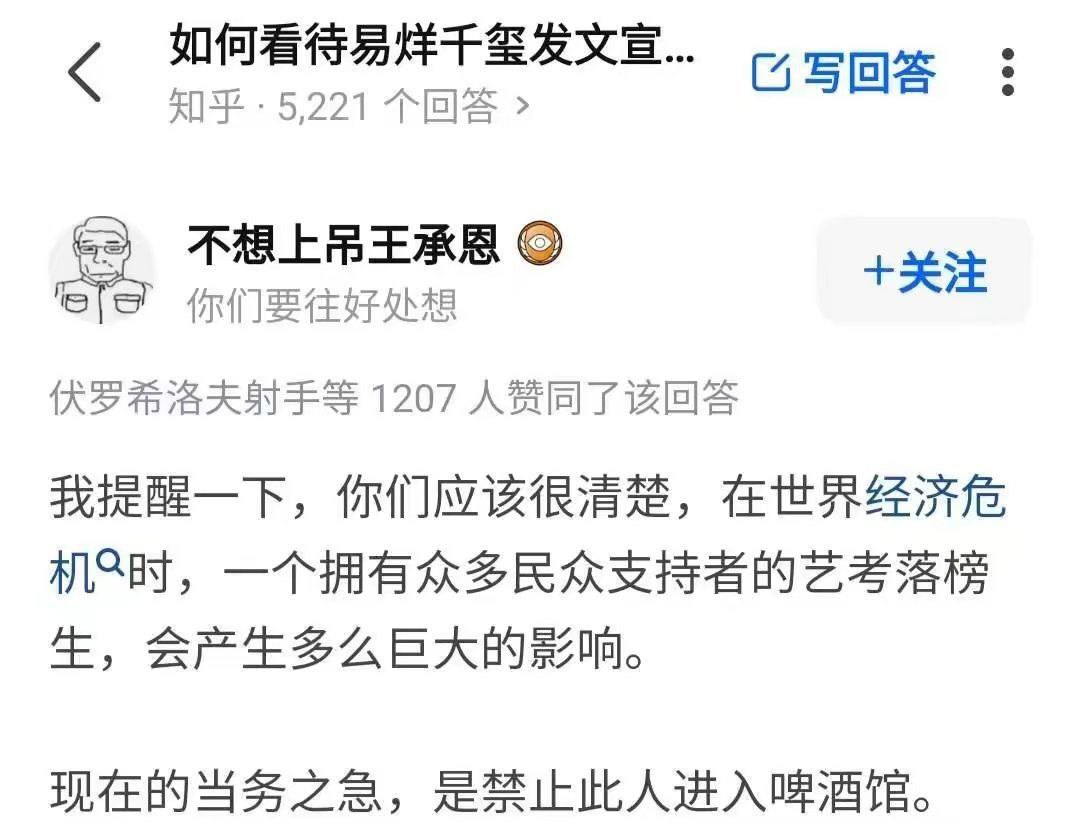 如何看待易烊千玺发文宣...
写回答
知乎 · 5,221 个回答 >
不想上吊王承恩
你们要往好处想
+关注
伏罗希洛夫射手等 1207 人赞同了该回答
我提醒一下，你们应该很清楚，在世界经济危
机时，一个拥有众多民众支持者的艺考落榜
生，会产生多么巨大的影响。
现在的当务之急，是禁止此人进入啤酒馆。